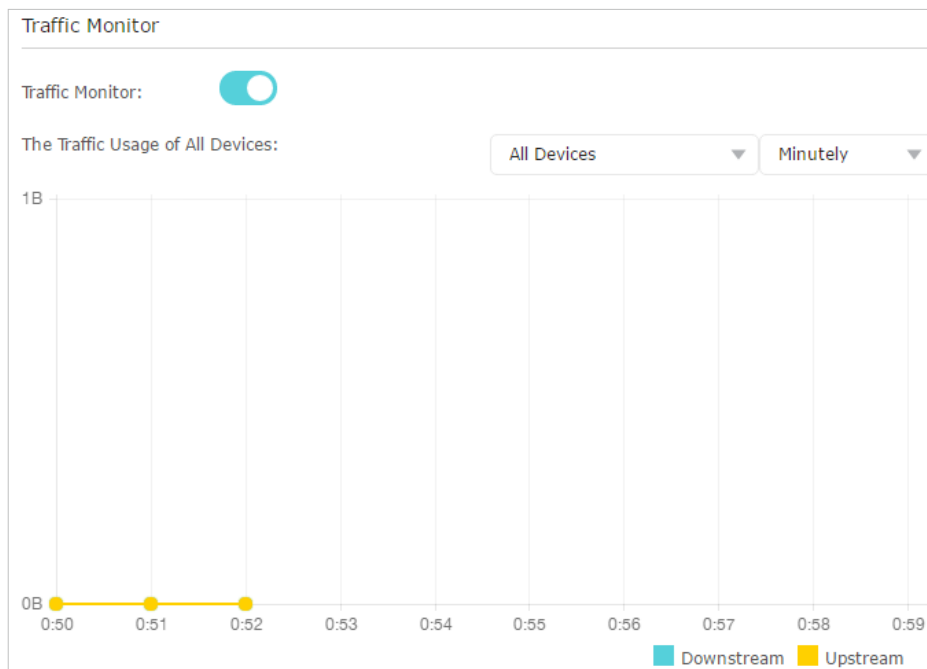 Traffic Monitor
Traffic Monitor:
The Traffic Usage of All Devices:
All Devices
Minutely
1B
0B
0:50 0:51 0:52 0:53 0:54 0:55 0:56 0:57 0:58 0:59
Downstream Upstream